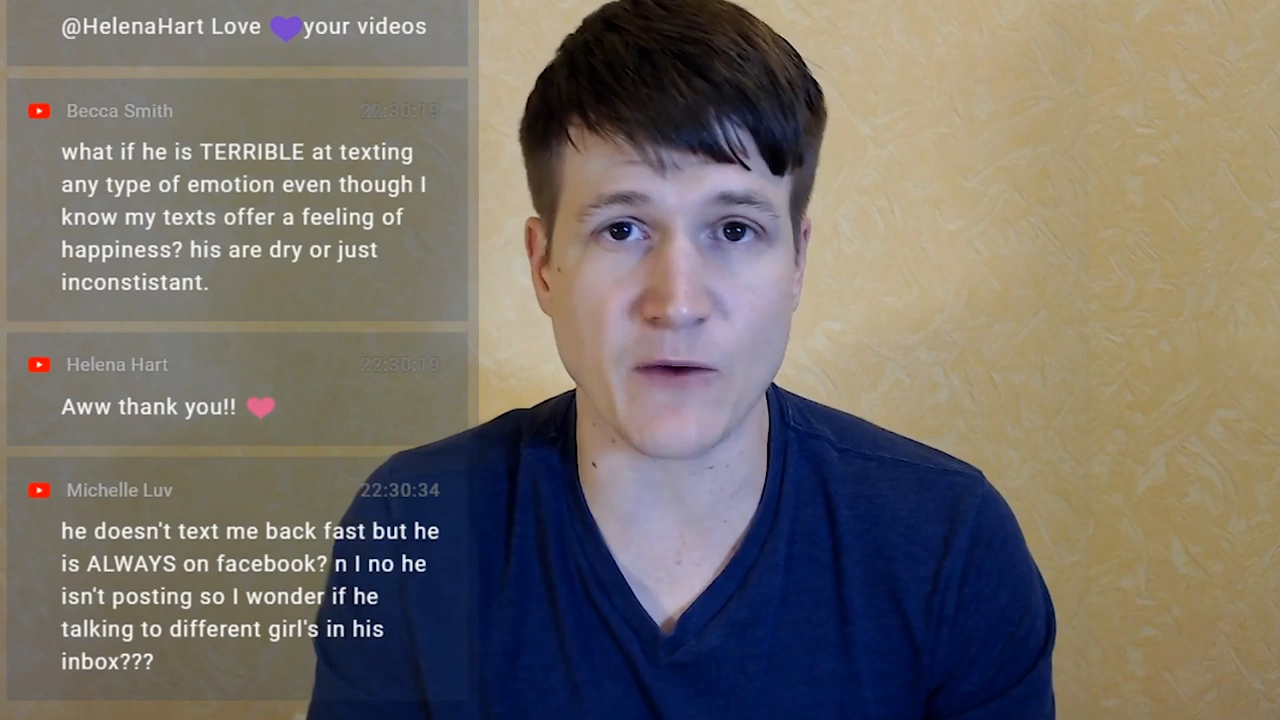 @HelenaHart Love 💜your videos
Becca Smith 22:30:19
what if he is TERRIBLE at texting
any type of emotion even though I
know my texts offer a feeling of
happiness? his are dry or just
inconstistant.
Helena Hart 22:30:19
Aww thank you!! 💗
Michelle Luv 22:30:34
he doesn't text me back fast but he
is ALWAYS on facebook? n I no he
isn't posting so I wonder if he
talking to different girl's in his
inbox???